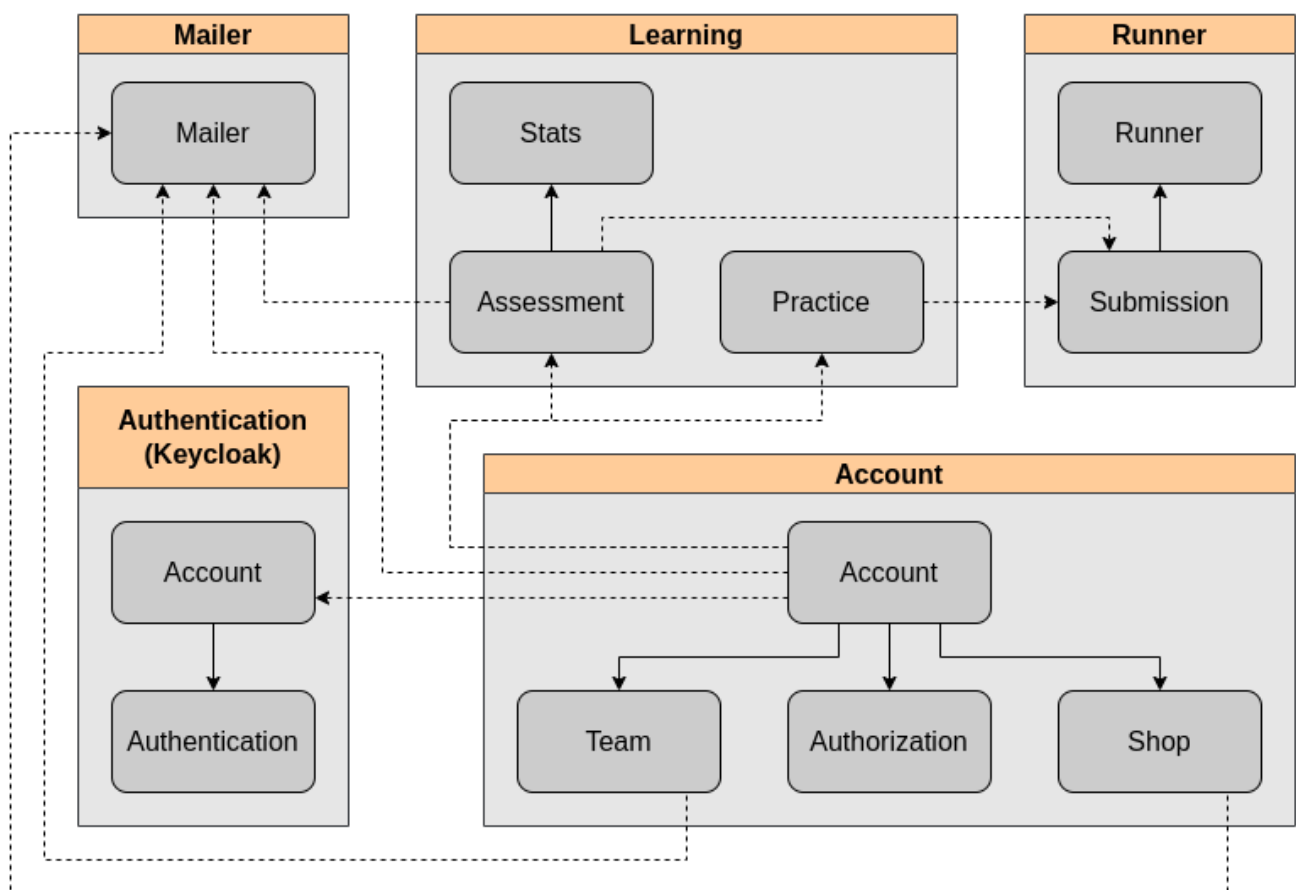 Mailer
Mailer
Learning
Stats
Assessment
Practice
Runner
Runner
Submission
Authentication
(Keycloak)
Account
Authentication
Account
Account
Team
Authorization
Shop